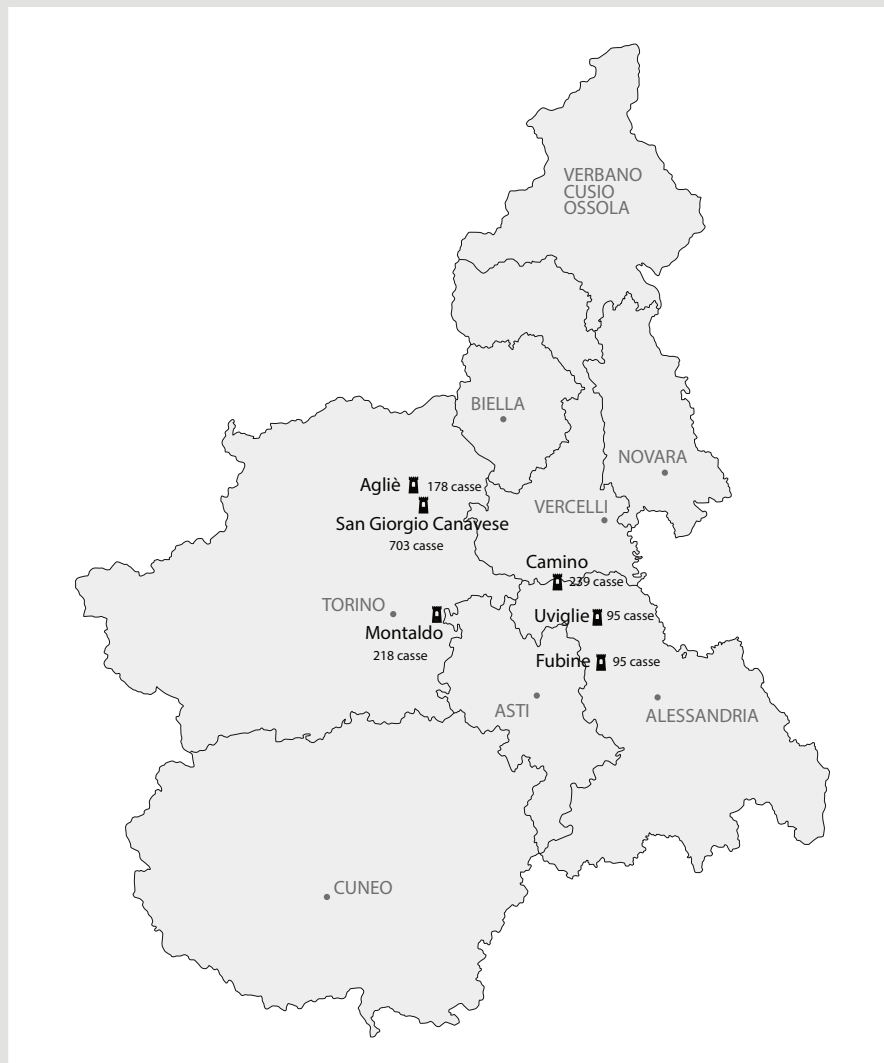 VERBANO
CUSIO
OSSOLA
BIELLA
NOVARA
Agliè 178 casse
San Giorgio Canavese
703 casse
VERCELLI
Camino
239 casse
TORINO
Uviglie 95 casse
Montaldo
218 casse
Fubine 95 casse
ASTI
ALESSANDRIA
CUNEO